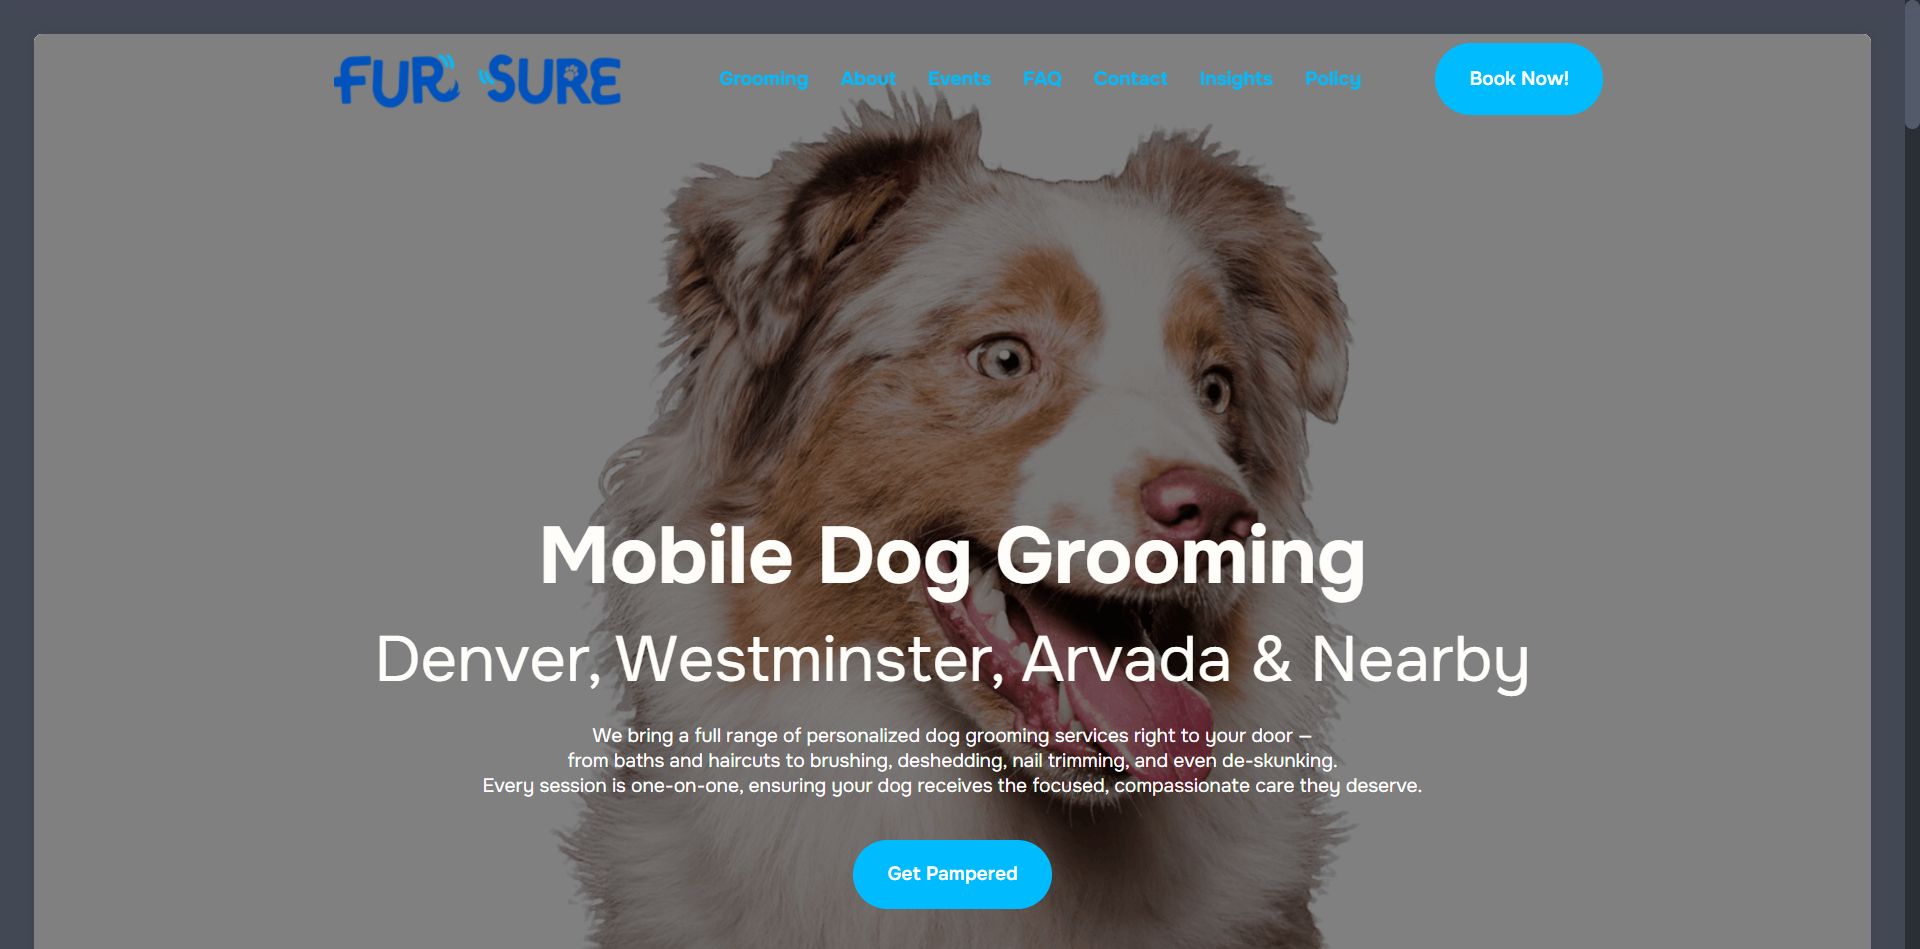 FUR SURE
Grooming About Events FAQ Contact Insights Policy
Book Now!
Mobile Dog Grooming
Denver, Westminster, Arvada & Nearby
We bring a full range of personalized dog grooming services right to your door —
from baths and haircuts to brushing, deshedding, nail trimming, and even de-skunking.
Every session is one-on-one, ensuring your dog receives the focused, compassionate care they deserve.
Get Pampered